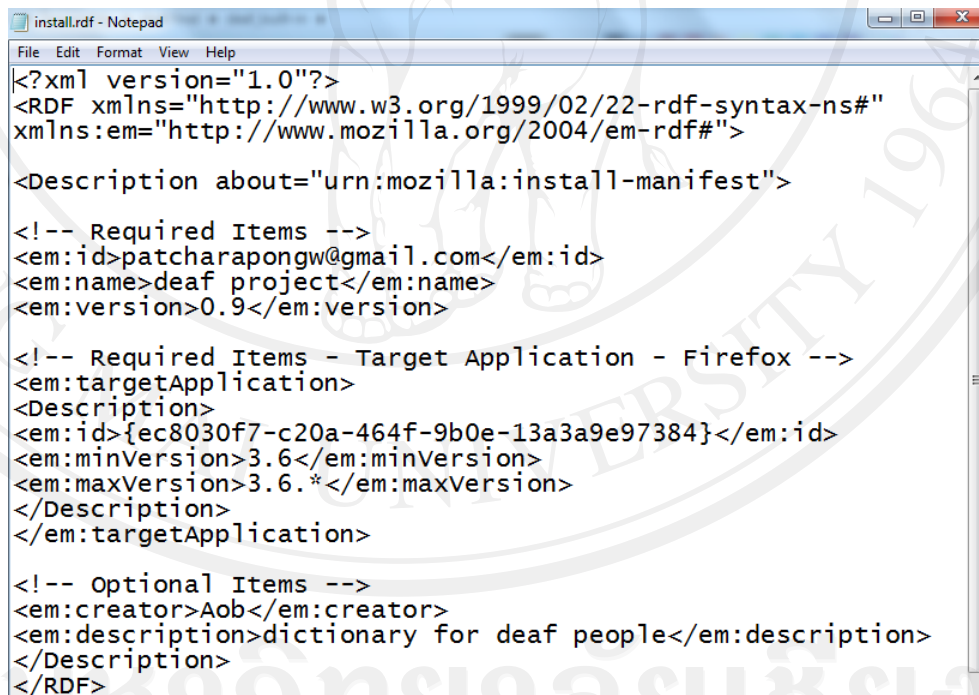 install.rdf - Notepad
File Edit Format View Help
<?xml version="1.0"?>
<RDF xmlns="http://www.w3.org/1999/02/22-rdf-syntax-ns#"
xmlns:em="http://www.mozilla.org/2004/em-rdf#">
<Description about="urn:mozilla:install-manifest">
<!-- Required Items -->
<em:id>patcharapongw@gmail.com</em:id>
<em:name>deaf project</em:name>
<em:version>0.9</em:version>
<!-- Required Items - Target Application - Firefox -->
<em:targetApplication>
<Description>
<em:id>{ec8030f7-c20a-464f-9b0e-13a3a9e97384}</em:id>
<em:minVersion>3.6</em:minVersion>
<em:maxVersion>3.6.*</em:maxVersion>
</Description>
</em:targetApplication>
<!-- Optional Items -->
<em:creator>Aob</em:creator>
<em:description>dictionary for deaf people</em:description>
</Description>
</RDF>
UNIVERSITY 1964